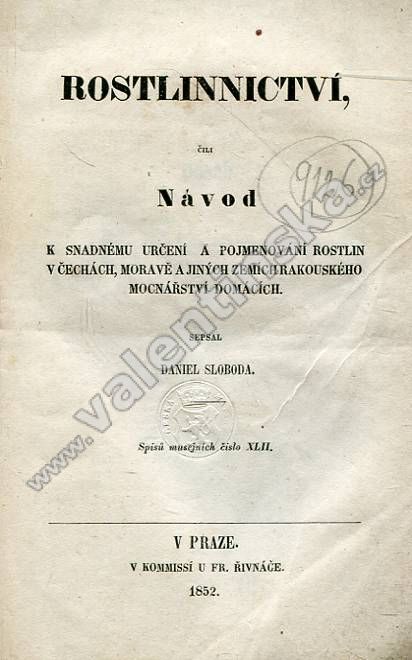 ROSTLINNICTVÍ,
ČILI
Návod
K SNADNÉMU URČENÍ A POJMENOVÁNÍ ROSTLIN
V ČECHÁCH, MORAVĚ A JINÝCH ZEMÍCH RAKOUSKÉHO
MOCNÁŘSTVÍ DOMÁCÍCH.
SEPSAL
DANIEL SLOBODA.
Spisů musejních číslo XLII.
V PRAZE.
V KOMMISSÍ U FR. ŘIVNÁČE.
1852.
www.valentinska.cz